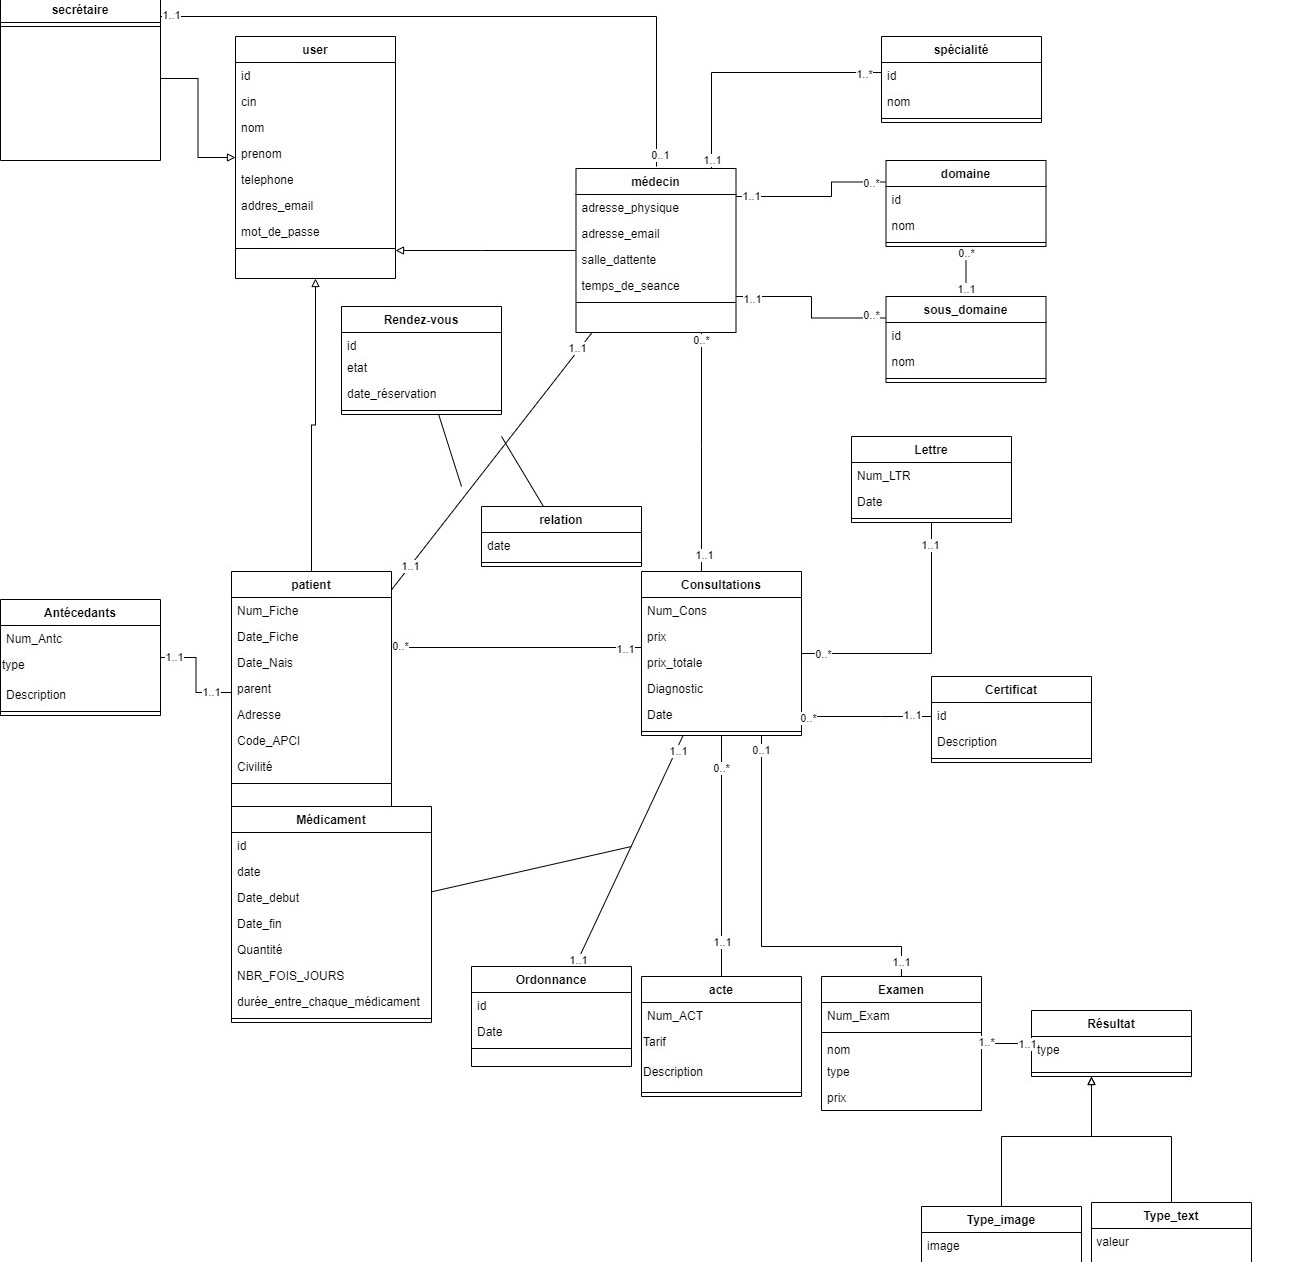 secrétaire
1..1
user
id
cin
nom
prenom
telephone
addres_email
mot_de_passe
spécialité
id
nom
1..*
0..1
1..1
médecin
adresse_physique
adresse_email
salle_dattente
temps_de_seance
1..1
0..*
domaine
id
nom
0..*
1..1
1..1
0..*
sous_domaine
id
nom
Rendez-vous
id
etat
date_réservation
1..1
0..*
relation
date
1..1
1..1
Lettre
Num_LTR
Date
1..1
0..*
Antécedants
Num_Antc
type
Description
1..1
1..1
patient
Num_Fiche
Date_Fiche
Date_Nais
parent
Adresse
Code_APCI
Civilité
0..*
1..1
Consultations
Num_Cons
prix
prix_totale
Diagnostic
Date
0..*
1..1
Certificat
id
Description
1..1
0..*
0..1
Médicament
id
date
Date_debut
Date_fin
Quantité
NBR_FOIS_JOURS
durée_entre_chaque_médicament
1..1
1..1
1..1
Ordonnance
id
Date
acte
Num_ACT
Tarif
Description
Examen
Num_Exam
nom
type
prix
1..*
1..1
Résultat
type
Type_image
image
Type_text
valeur